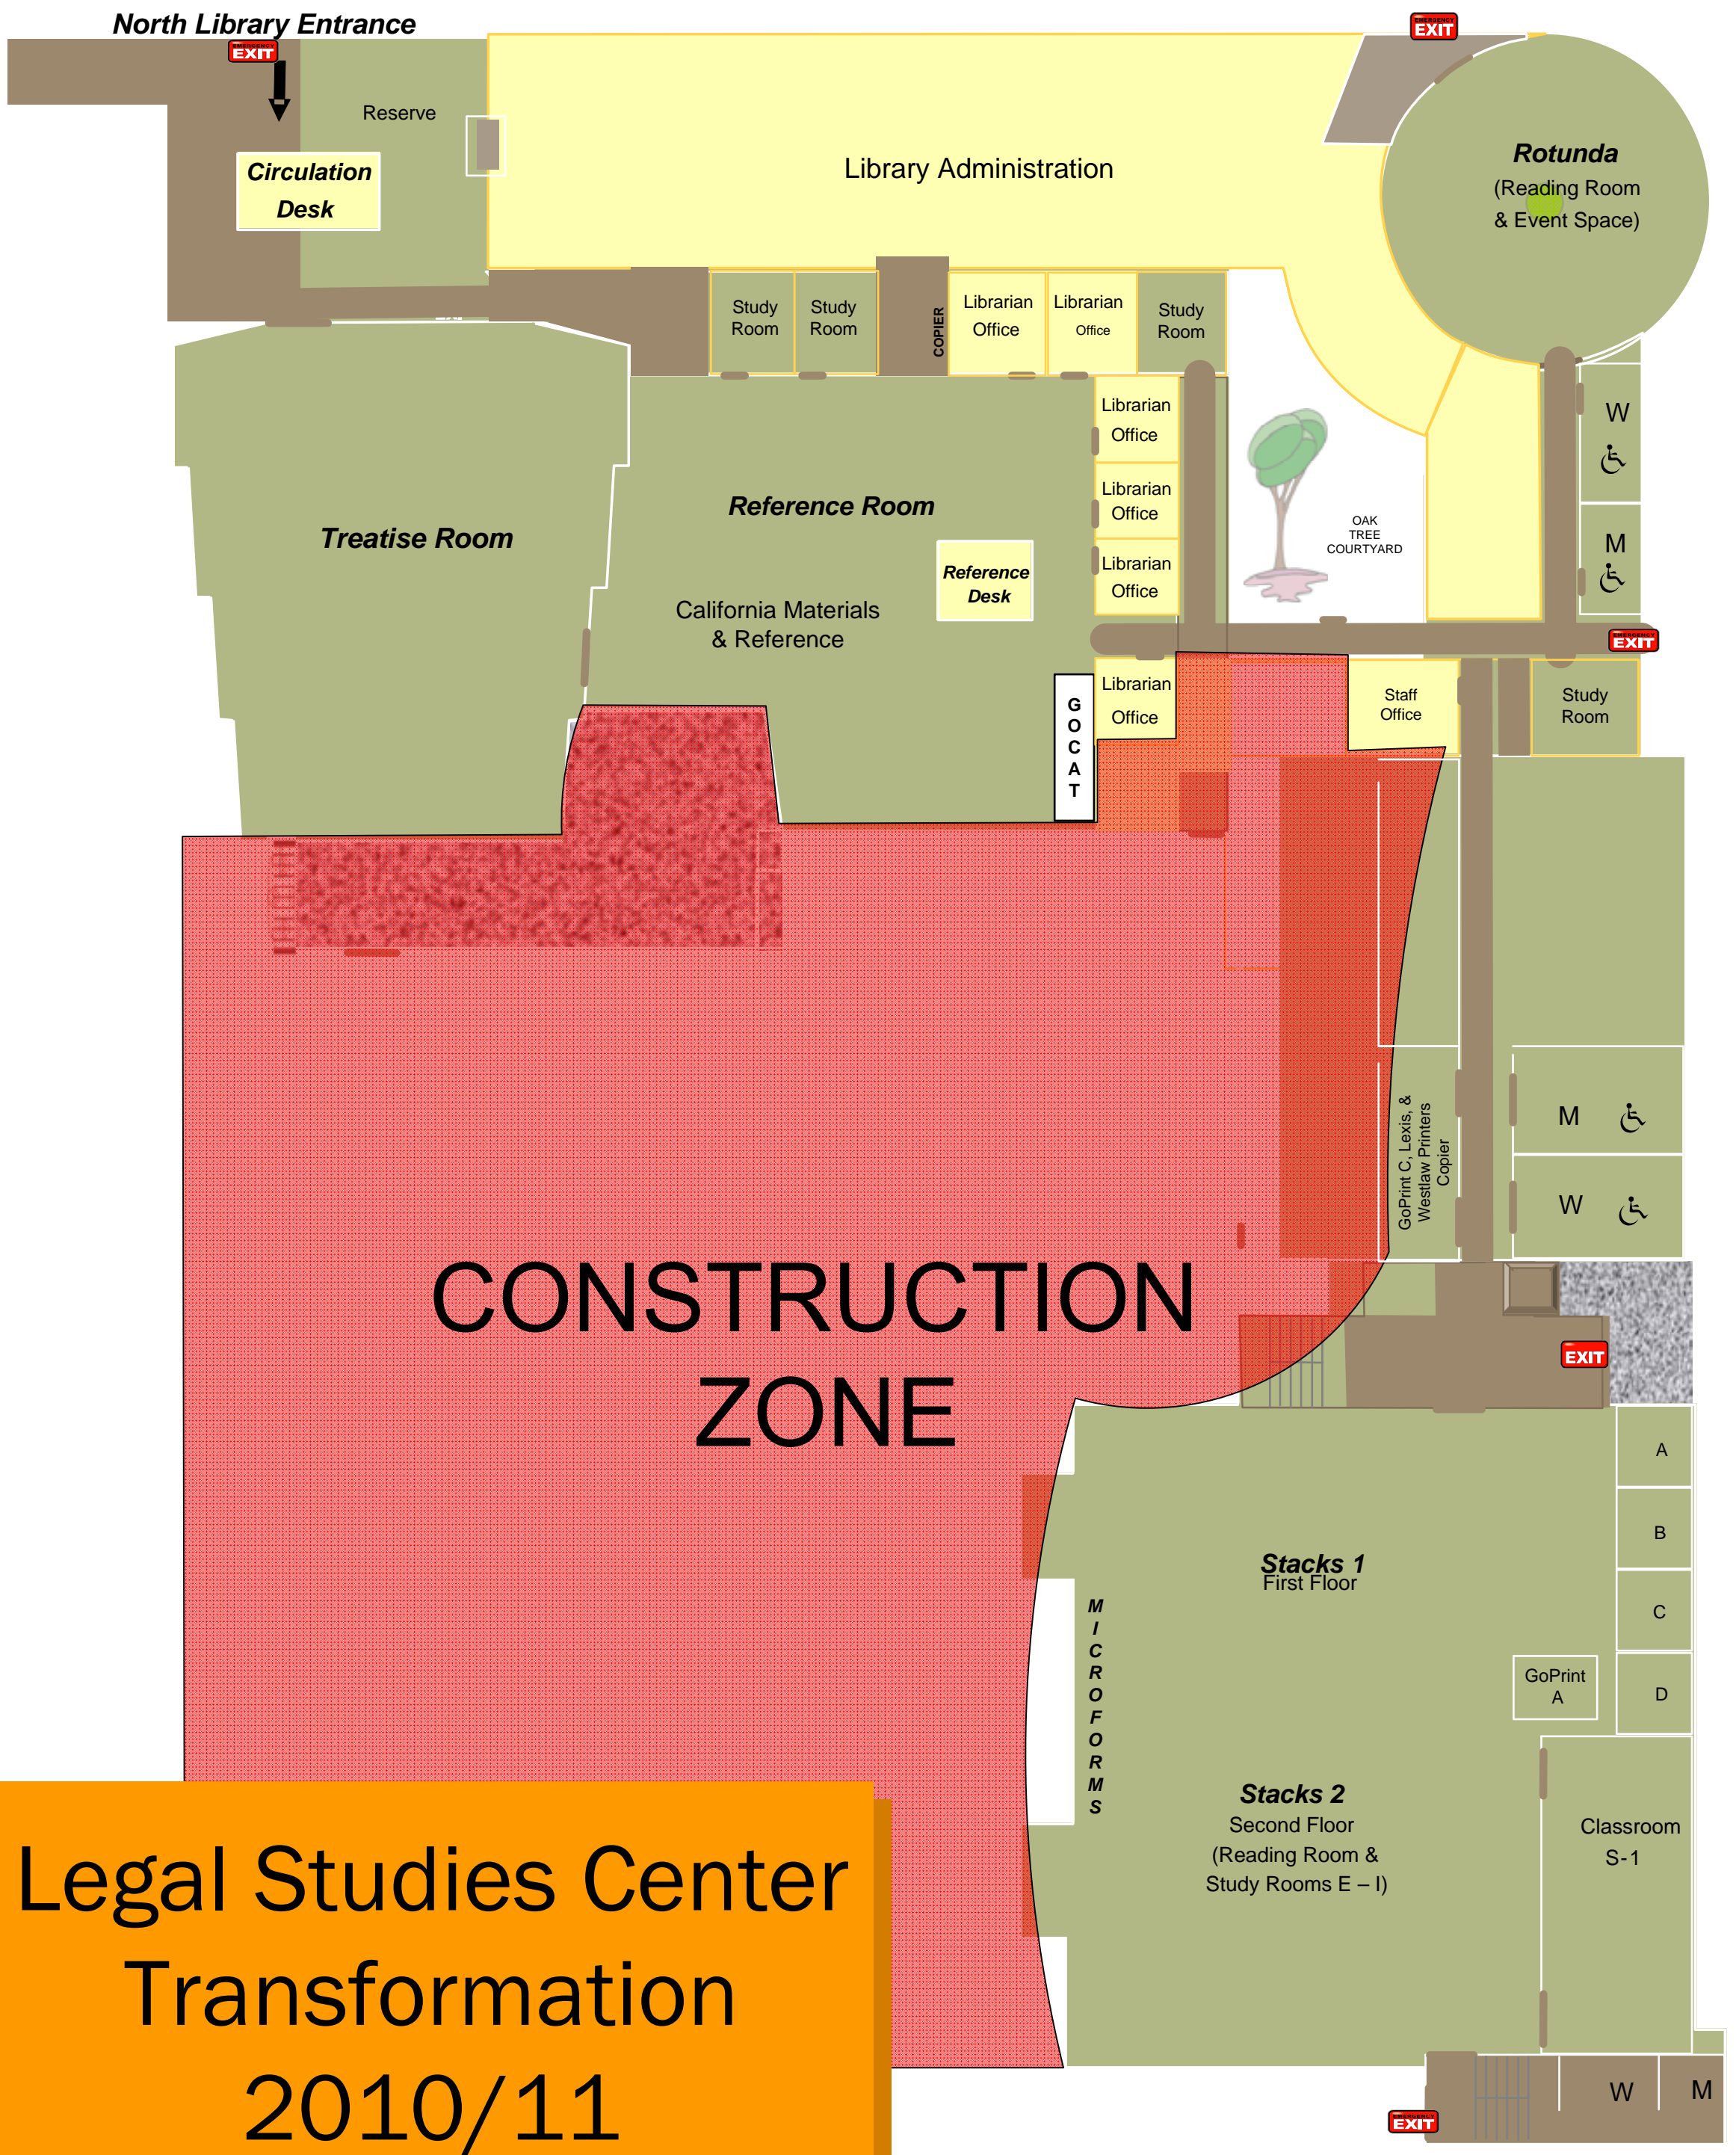 North Library Entrance
EMERGENCY
EXIT
EMERGENCY
EXIT
Reserve
Circulation
Desk
Library Administration
Rotunda
(Reading Room
& Event Space)
Study
Room
Study
Room
COPIER
Librarian
Office
Librarian
Office
Study
Room
Librarian
Office
Librarian
Office
Librarian
Office
W
M
OAK
TREE
COURTYARD
Treatise Room
Reference Room
Reference
Desk
California Materials
& Reference
EMERGENCY
EXIT
G
O
C
A
T
Librarian
Office
Staff
Office
Study
Room
GoPrint C, Lexis, &
Westlaw Printers
Copier
M
W
CONSTRUCTION
ZONE
EXIT
A
B
C
D
Stacks 1
First Floor
M
I
C
R
O
F
O
R
M
S
GoPrint
A
Stacks 2
Second Floor
(Reading Room &
Study Rooms E – I)
Classroom
S-1
W
M
EMERGENCY
EXIT
Legal Studies Center
Transformation
2010/11